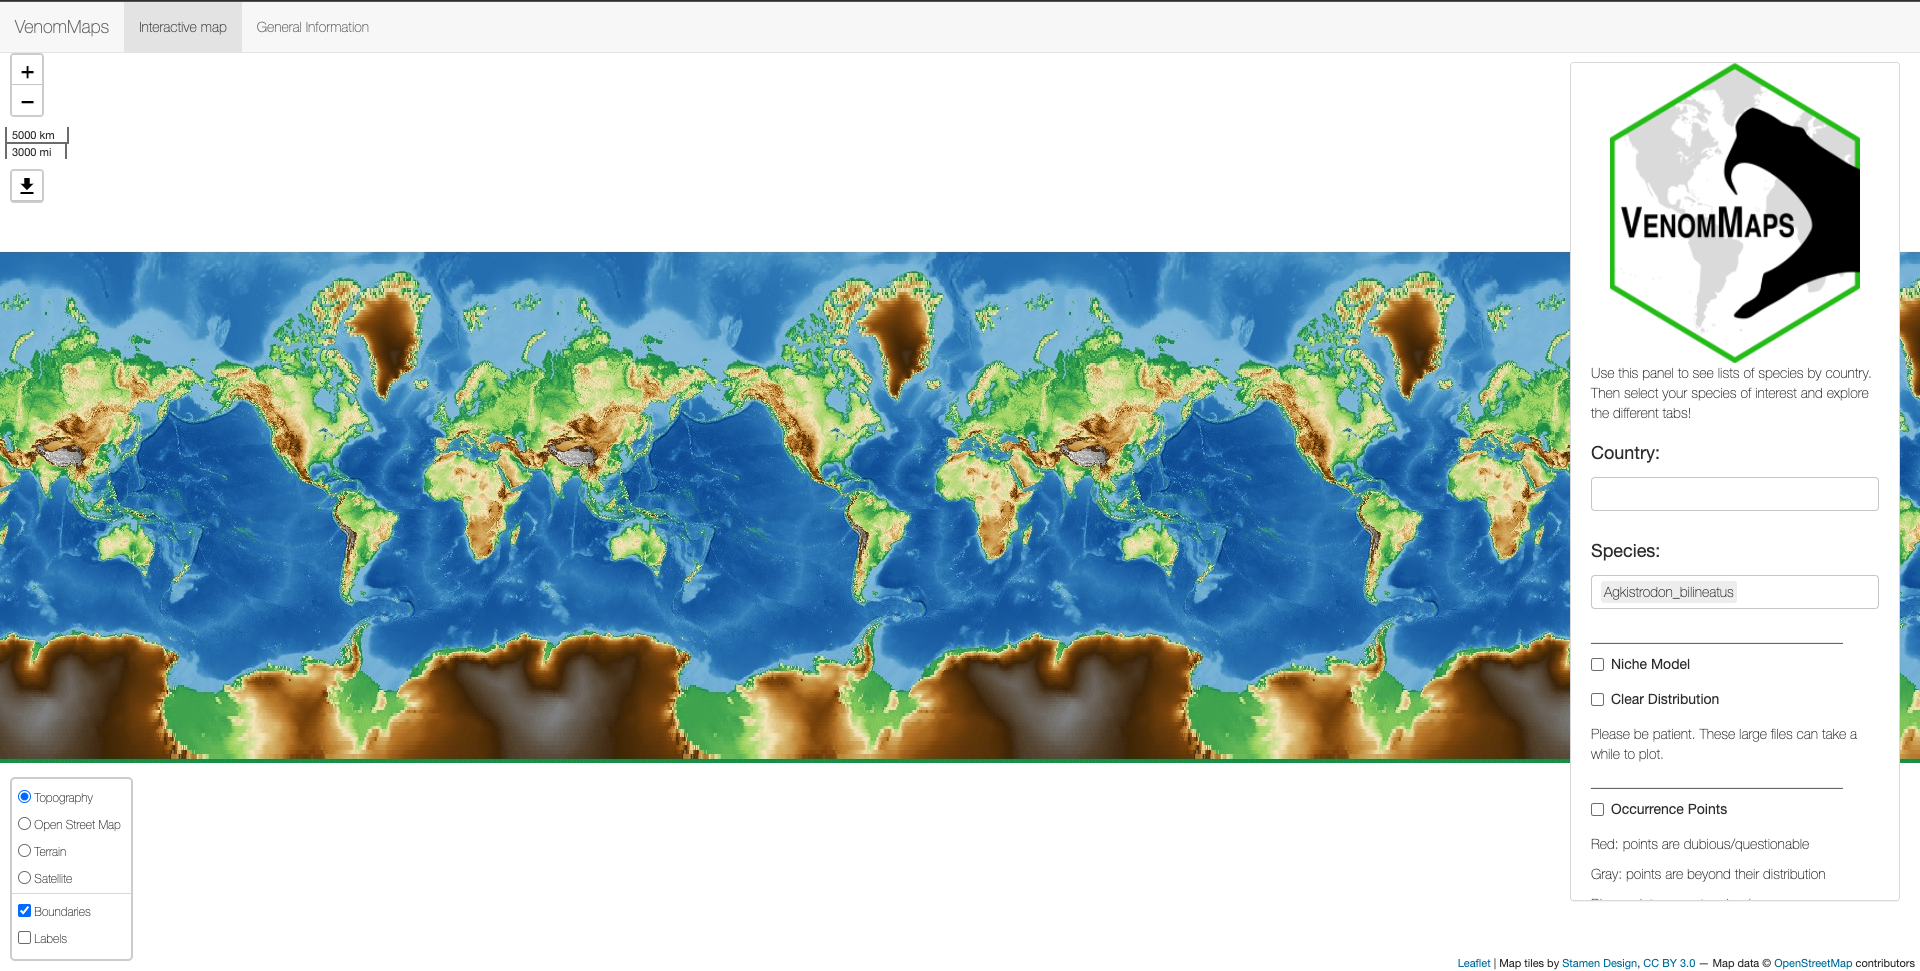 VenomMaps
Interactive map
General Information
+
−
5000 km
3000 mi
VENOMMAPS
Use this panel to see lists of species by country.
Then select your species of interest and explore
the different tabs!
Country:
Species:
Agkistrodon_bilineatus
Niche Model
Clear Distribution
Please be patient. These large files can take a
while to plot.
Occurrence Points
Red: points are dubious/questionable
Gray: points are beyond their distribution
Topography
Open Street Map
Terrain
Satellite
Boundaries
Labels
Leaflet | Map tiles by Stamen Design, CC BY 3.0 — Map data © OpenStreetMap contributors